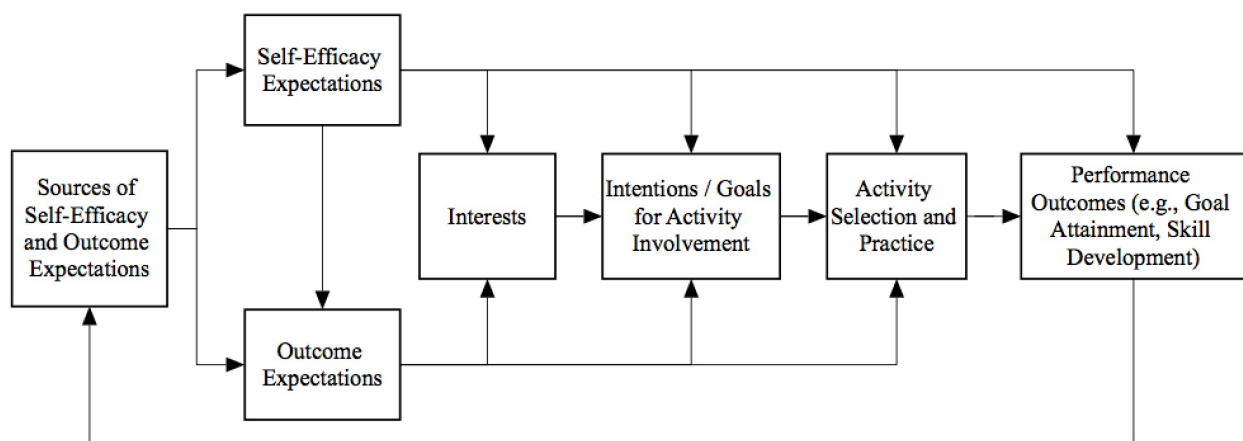 Self-Efficacy
Expectations
Sources of
Self-Efficacy
and Outcome
Expectations
Interests
Intentions / Goals
for Activity
Involvement
Activity
Selection and
Practice
Performance
Outcomes (e.g., Goal
Attainment, Skill
Development)
Outcome
Expectations